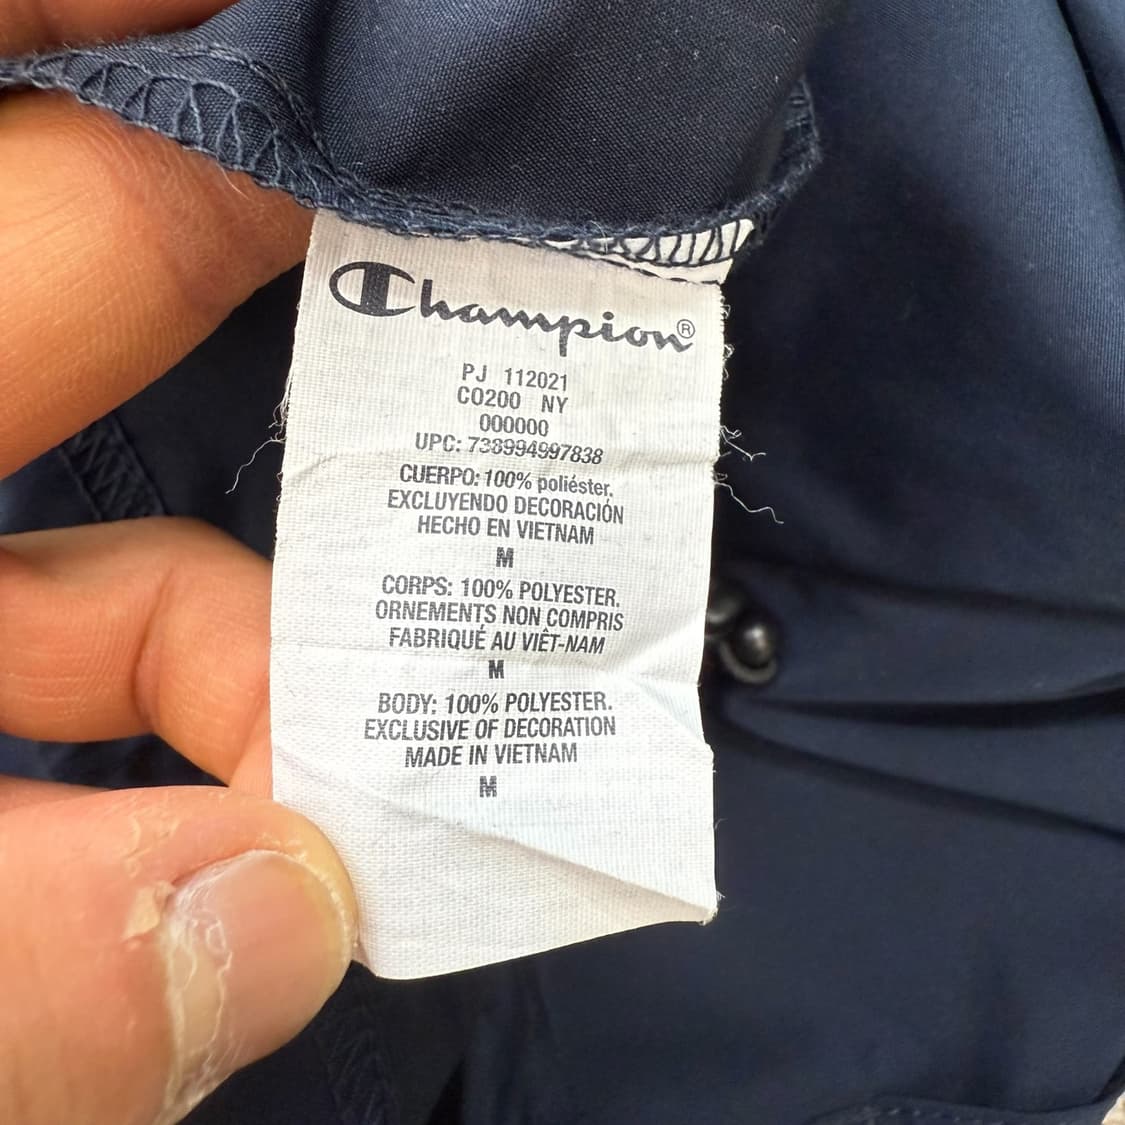 Champion®
PJ 112021
CO200 NY
000000
UPC: 738994997838
CUERPO: 100% poliéster.
EXCLUYENDO DECORACIÓN
HECHO EN VIETNAM
M
CORPS: 100% POLYESTER.
ORNEMENTS NON COMPRIS
FABRIQUÉ AU VIÊT-NAM
M
BODY: 100% POLYESTER.
EXCLUSIVE OF DECORATION
MADE IN VIETNAM
M